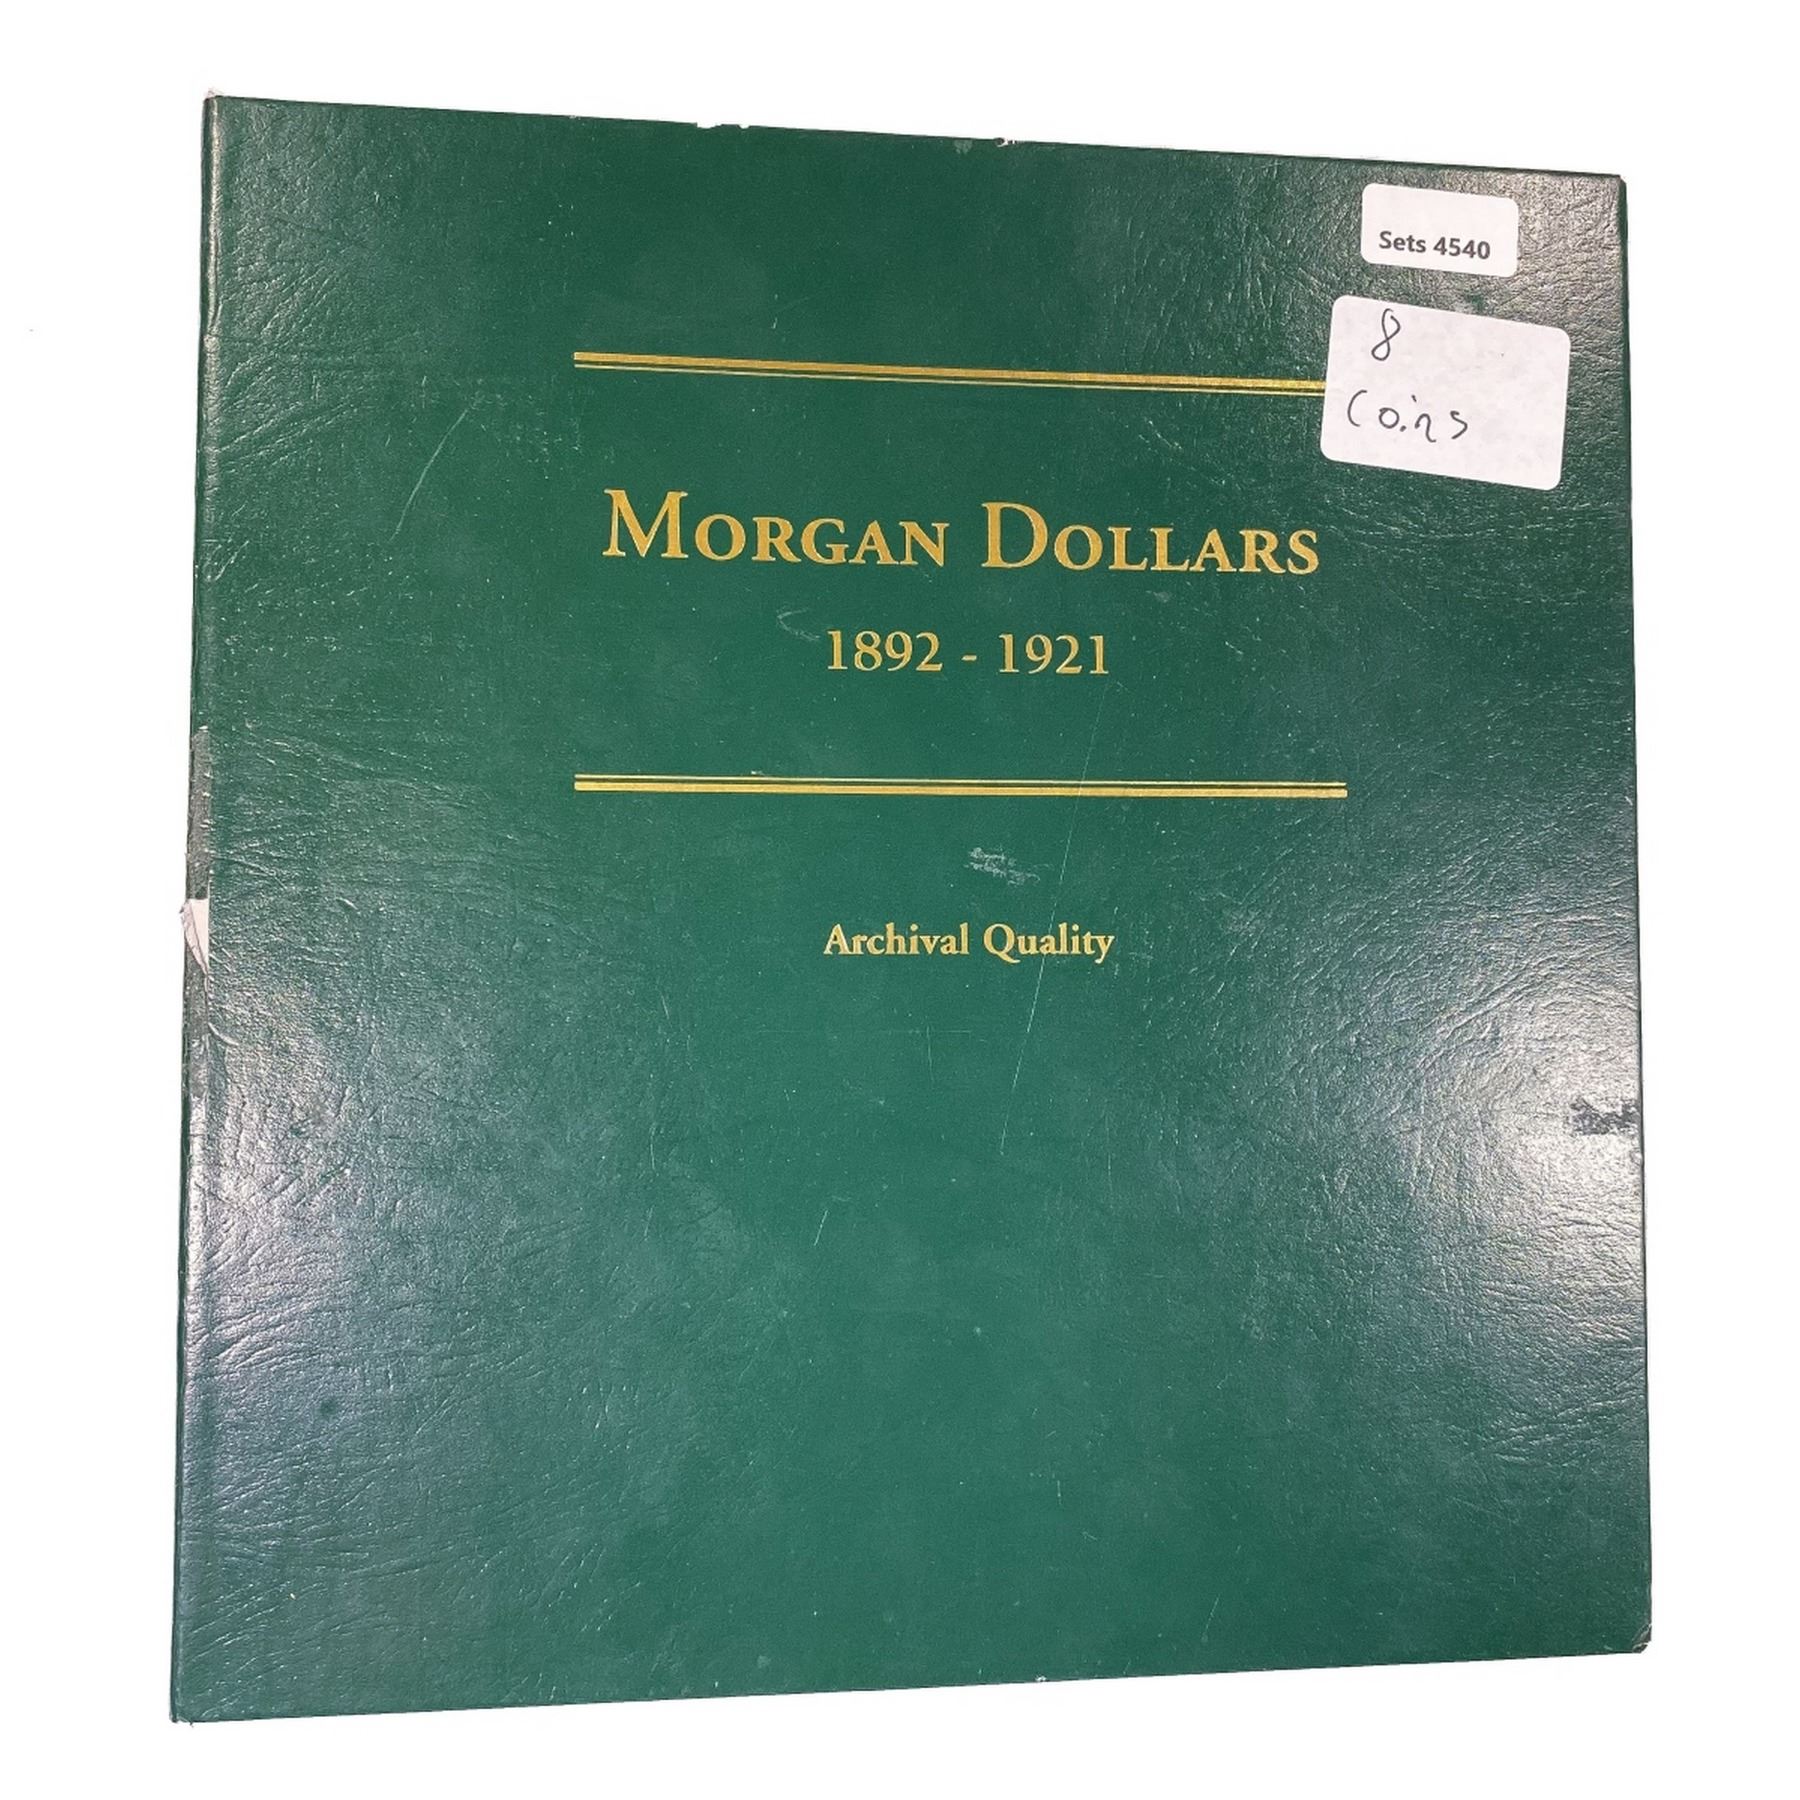 Sets 4540
8
Coins
MORGAN DOLLARS
1892 - 1921
Archival Quality